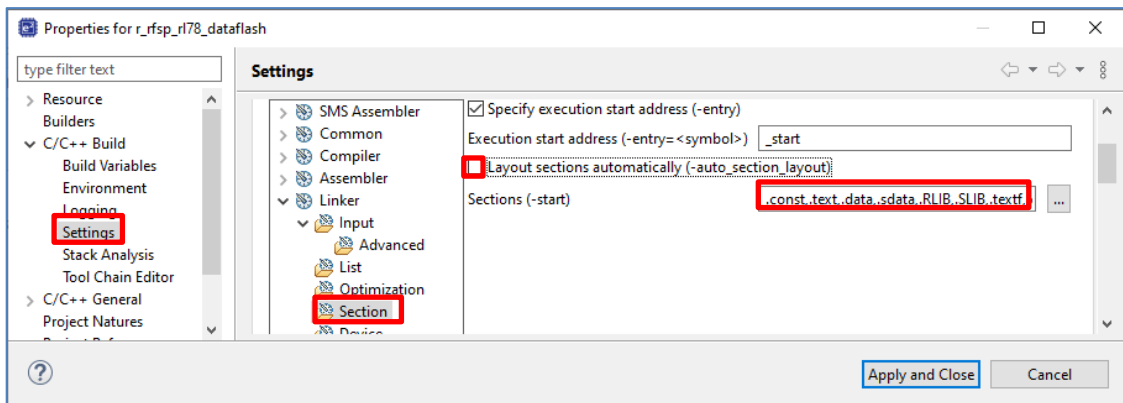 Properties for r_rfsp_rl78_dataflash
type filter text
Settings
Resource
Builders
C/C++ Build
Build Variables
Environment
Logging
Settings
Stack Analysis
Tool Chain Editor
C/C++ General
Project Natures
SMS Assembler
Common
Compiler
Assembler
Linker
Input
Advanced
List
Optimization
Section
Device
Specify execution start address (-entry)
Execution start address (-entry=<symbol>) _start
Layout sections automatically (-auto_section_layout)
Sections (-start) .const,.text,.data,.sdata,.RLIB,.SLIB,.textf,
...
Apply and Close
Cancel